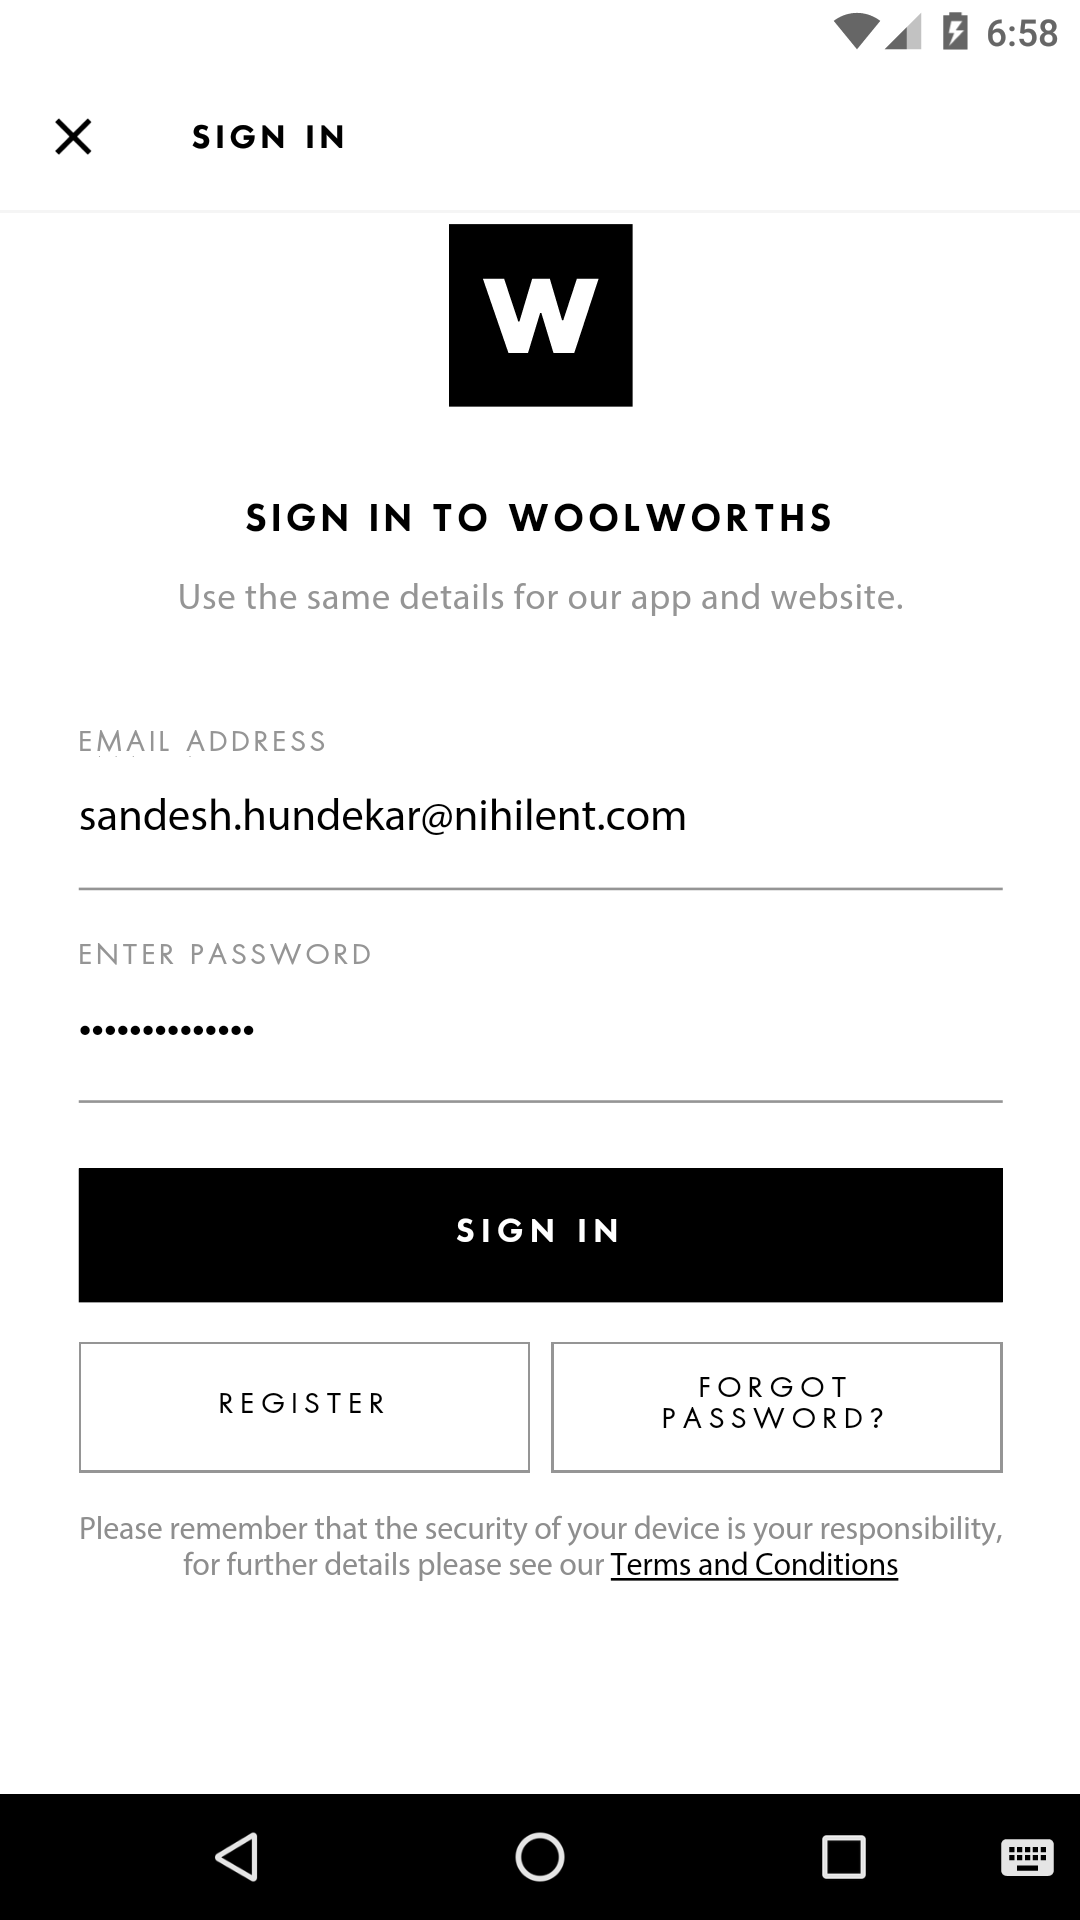 6:58
SIGN IN
W
SIGN IN TO WOOLWORTHS
Use the same details for our app and website.
EMAIL ADDRESS
sandesh.hundekar@nihilent.com
ENTER PASSWORD
••••••••••••••
SIGN IN
REGISTER
FORGOT
PASSWORD?
Please remember that the security of your device is your responsibility,
for further details please see our Terms and Conditions